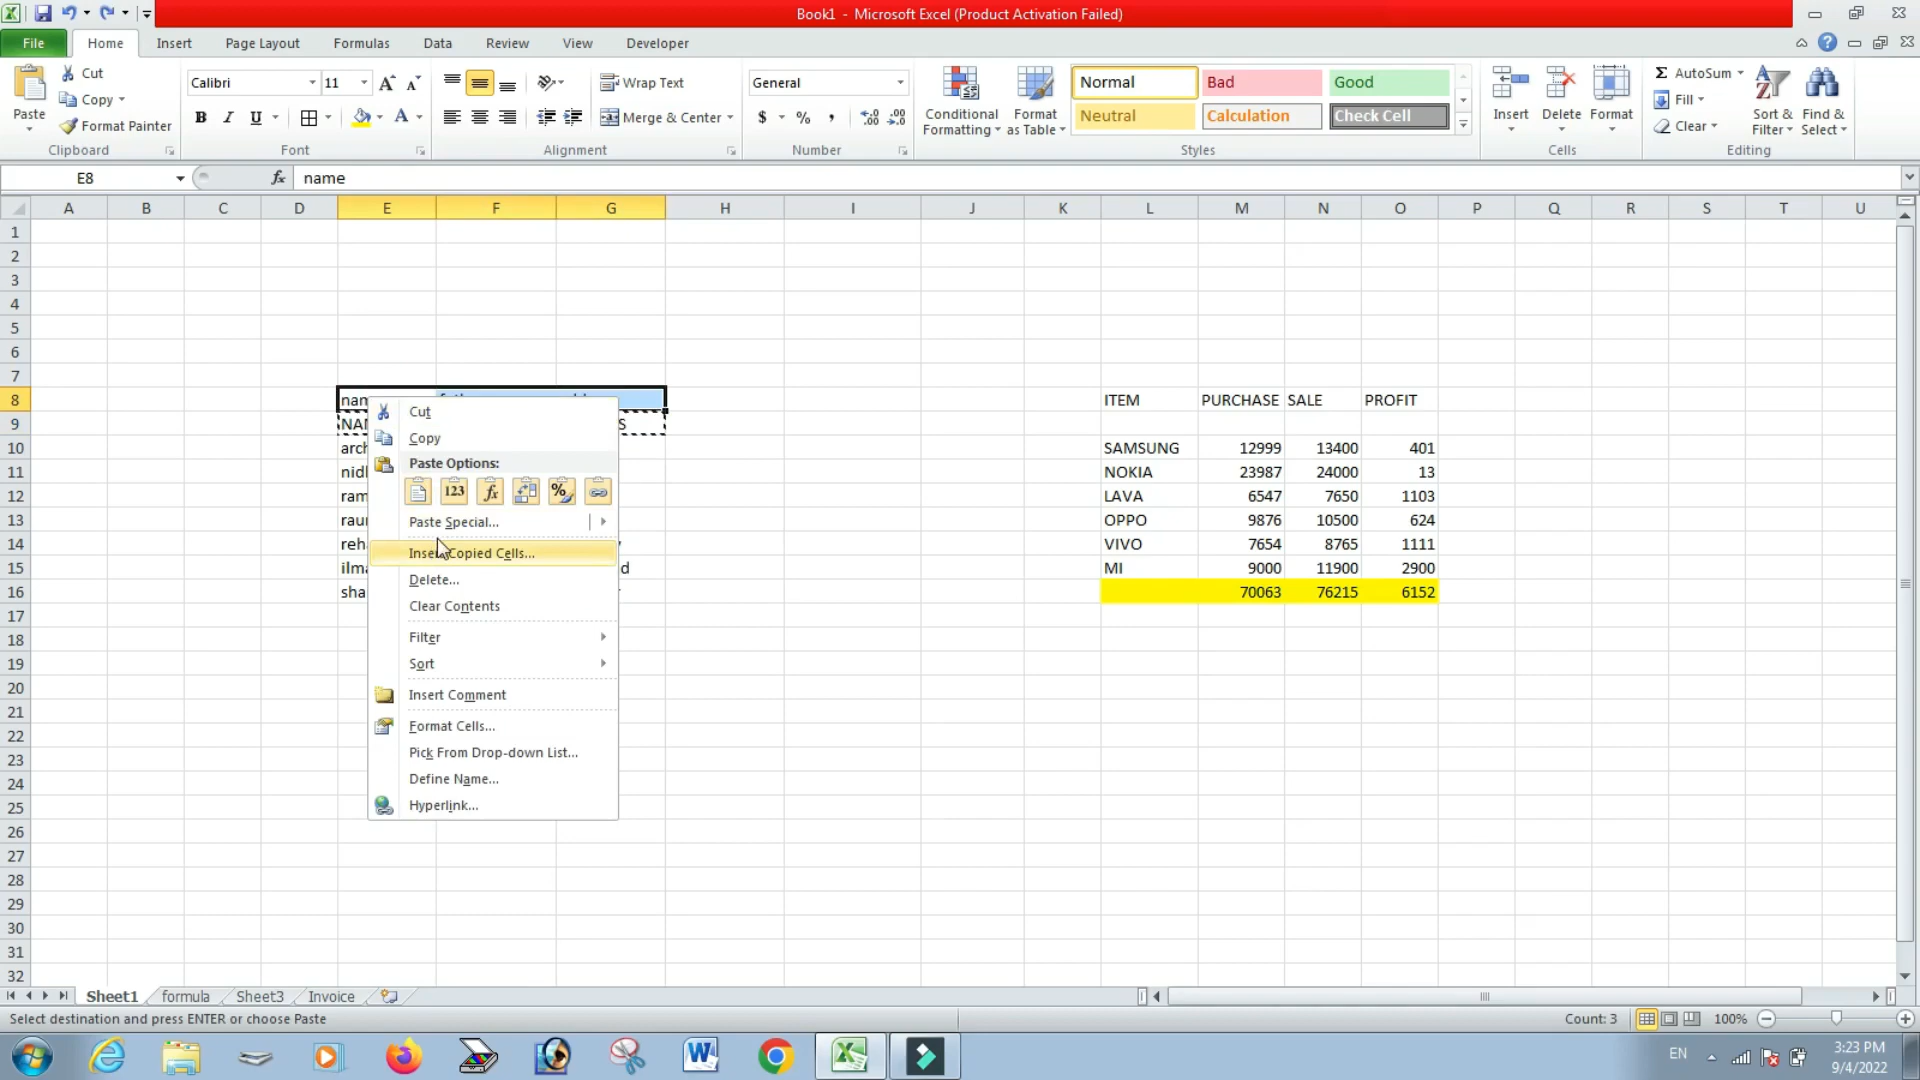 Book1 - Microsoft Excel (Product Activation Failed)
File Home Insert Page Layout Formulas Data Review View Developer
Paste
Cut
Copy
Format Painter
Clipboard
Calibri 11
B I U
Font
Wrap Text
Merge & Center
Alignment
General
$ % ,
Number
Conditional Formatting
Format as Table
Normal Bad Good
Neutral Calculation Check Cell
Styles
Insert Delete Format
Cells
AutoSum
Fill
Clear
Sort & Filter
Find & Select
Editing
E8 fx name
A B C D E F G H I J K L M N O P Q R S T U
1
2
3
4
5
6
7
8 ITEM PURCHASE SALE PROFIT
9
10 SAMSUNG 12999 13400 401
11 NOKIA 23987 24000 13
12 LAVA 6547 7650 1103
13 OPPO 9876 10500 624
14 VIVO 7654 8765 1111
15 MI 9000 11900 2900
16 70063 76215 6152
17
18
19
20
21
22
23
24
25
26
27
28
29
30
31
32
Cut
Copy
Paste Options:
123 fx %
Paste Special...
Insert Copied Cells...
Delete...
Clear Contents
Filter
Sort
Insert Comment
Format Cells...
Pick From Drop-down List...
Define Name...
Hyperlink...
Sheet1 formula Sheet3 Invoice
Select destination and press ENTER or choose Paste Count: 3 100%
EN 3:23 PM
9/4/2022